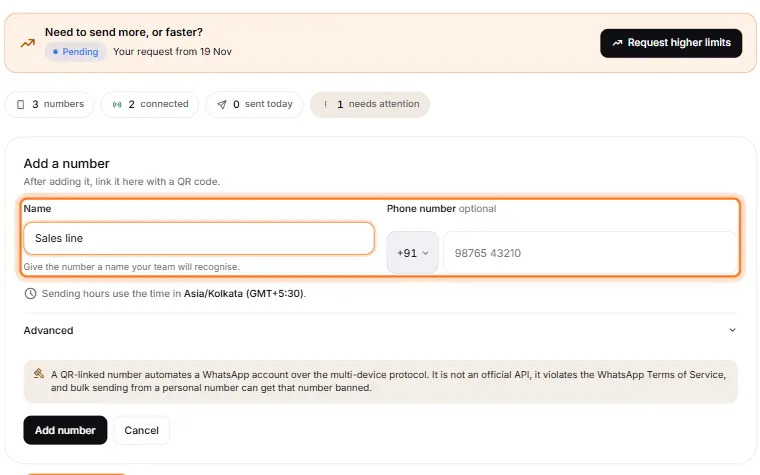 Need to send more, or faster?
Pending Your request from 19 Nov
Request higher limits
3 numbers 2 connected 0 sent today ! 1 needs attention
Add a number
After adding it, link it here with a QR code.
Name Phone number optional
Sales line +91 98765 43210
Give the number a name your team will recognise.
Sending hours use the time in Asia/Kolkata (GMT+5:30).
Advanced
A QR-linked number automates a WhatsApp account over the multi-device protocol. It is not an official API, it violates the WhatsApp Terms of Service,
and bulk sending from a personal number can get that number banned.
Add number Cancel